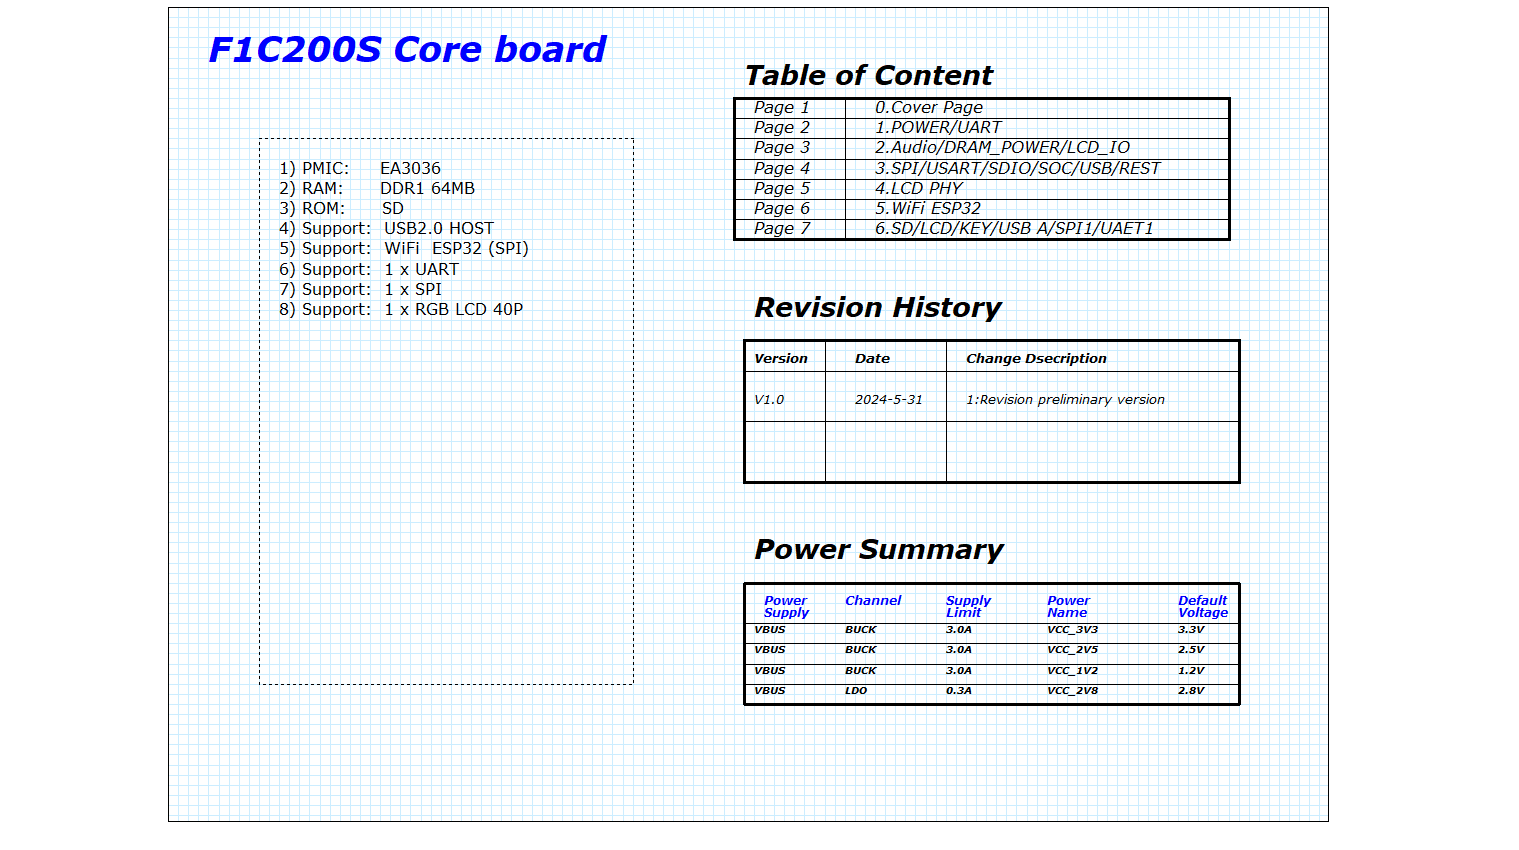 F1C200S Core board
1) PMIC: EA3036
2) RAM: DDR1 64MB
3) ROM: SD
4) Support: USB2.0 HOST
5) Support: WiFi ESP32 (SPI)
6) Support: 1 x UART
7) Support: 1 x SPI
8) Support: 1 x RGB LCD 40P
Table of Content
Page 1 0.Cover Page
Page 2 1.POWER/UART
Page 3 2.Audio/DRAM_POWER/LCD_IO
Page 4 3.SPI/USART/SDIO/SOC/USB/REST
Page 5 4.LCD PHY
Page 6 5.WiFi ESP32
Page 7 6.SD/LCD/KEY/USB A/SPI1/UAET1
Revision History
Version Date Change Dsecription
V1.0 2024-5-31 1:Revision preliminary version
Power Summary
Power Supply Channel Supply Limit Power Name Default Voltage
VBUS BUCK 3.0A VCC_3V3 3.3V
VBUS BUCK 3.0A VCC_2V5 2.5V
VBUS BUCK 3.0A VCC_1V2 1.2V
VBUS LDO 0.3A VCC_2V8 2.8V